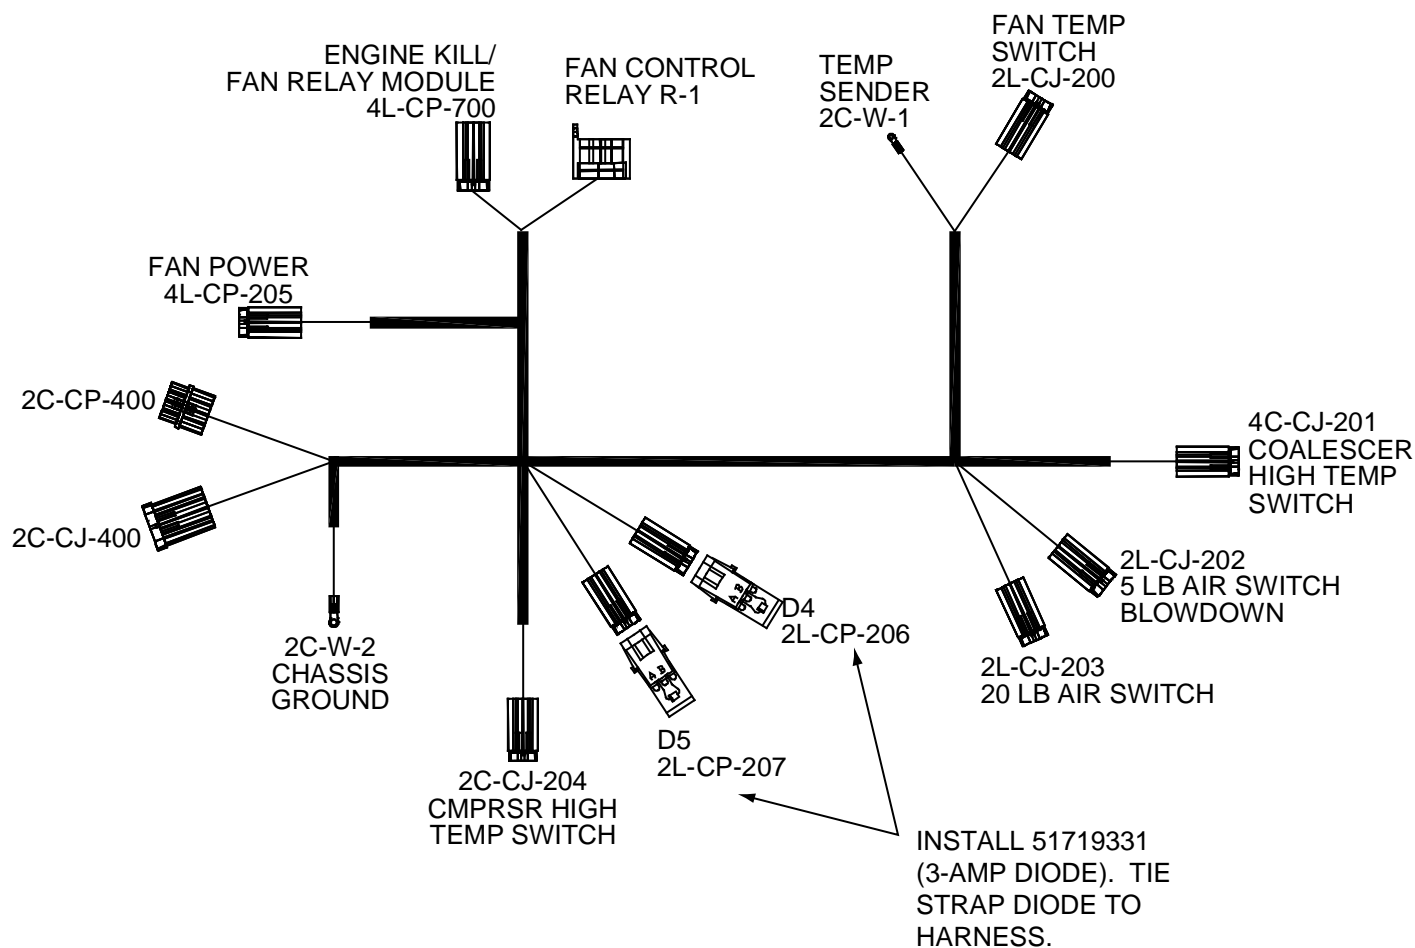 ENGINE KILL/
FAN RELAY MODULE
4L-CP-700
FAN CONTROL
RELAY R-1
TEMP
SENDER
2C-W-1
FAN TEMP
SWITCH
2L-CJ-200
FAN POWER
4L-CP-205
2C-CP-400
2C-CJ-400
4C-CJ-201
COALESCER
HIGH TEMP
SWITCH
2L-CJ-202
5 LB AIR SWITCH
BLOWDOWN
2L-CJ-203
20 LB AIR SWITCH
A B
D4
2L-CP-206
A B
D5
2L-CP-207
2C-W-2
CHASSIS
GROUND
2C-CJ-204
CMPRSR HIGH
TEMP SWITCH
INSTALL 51719331
(3-AMP DIODE).  TIE
STRAP DIODE TO
HARNESS.